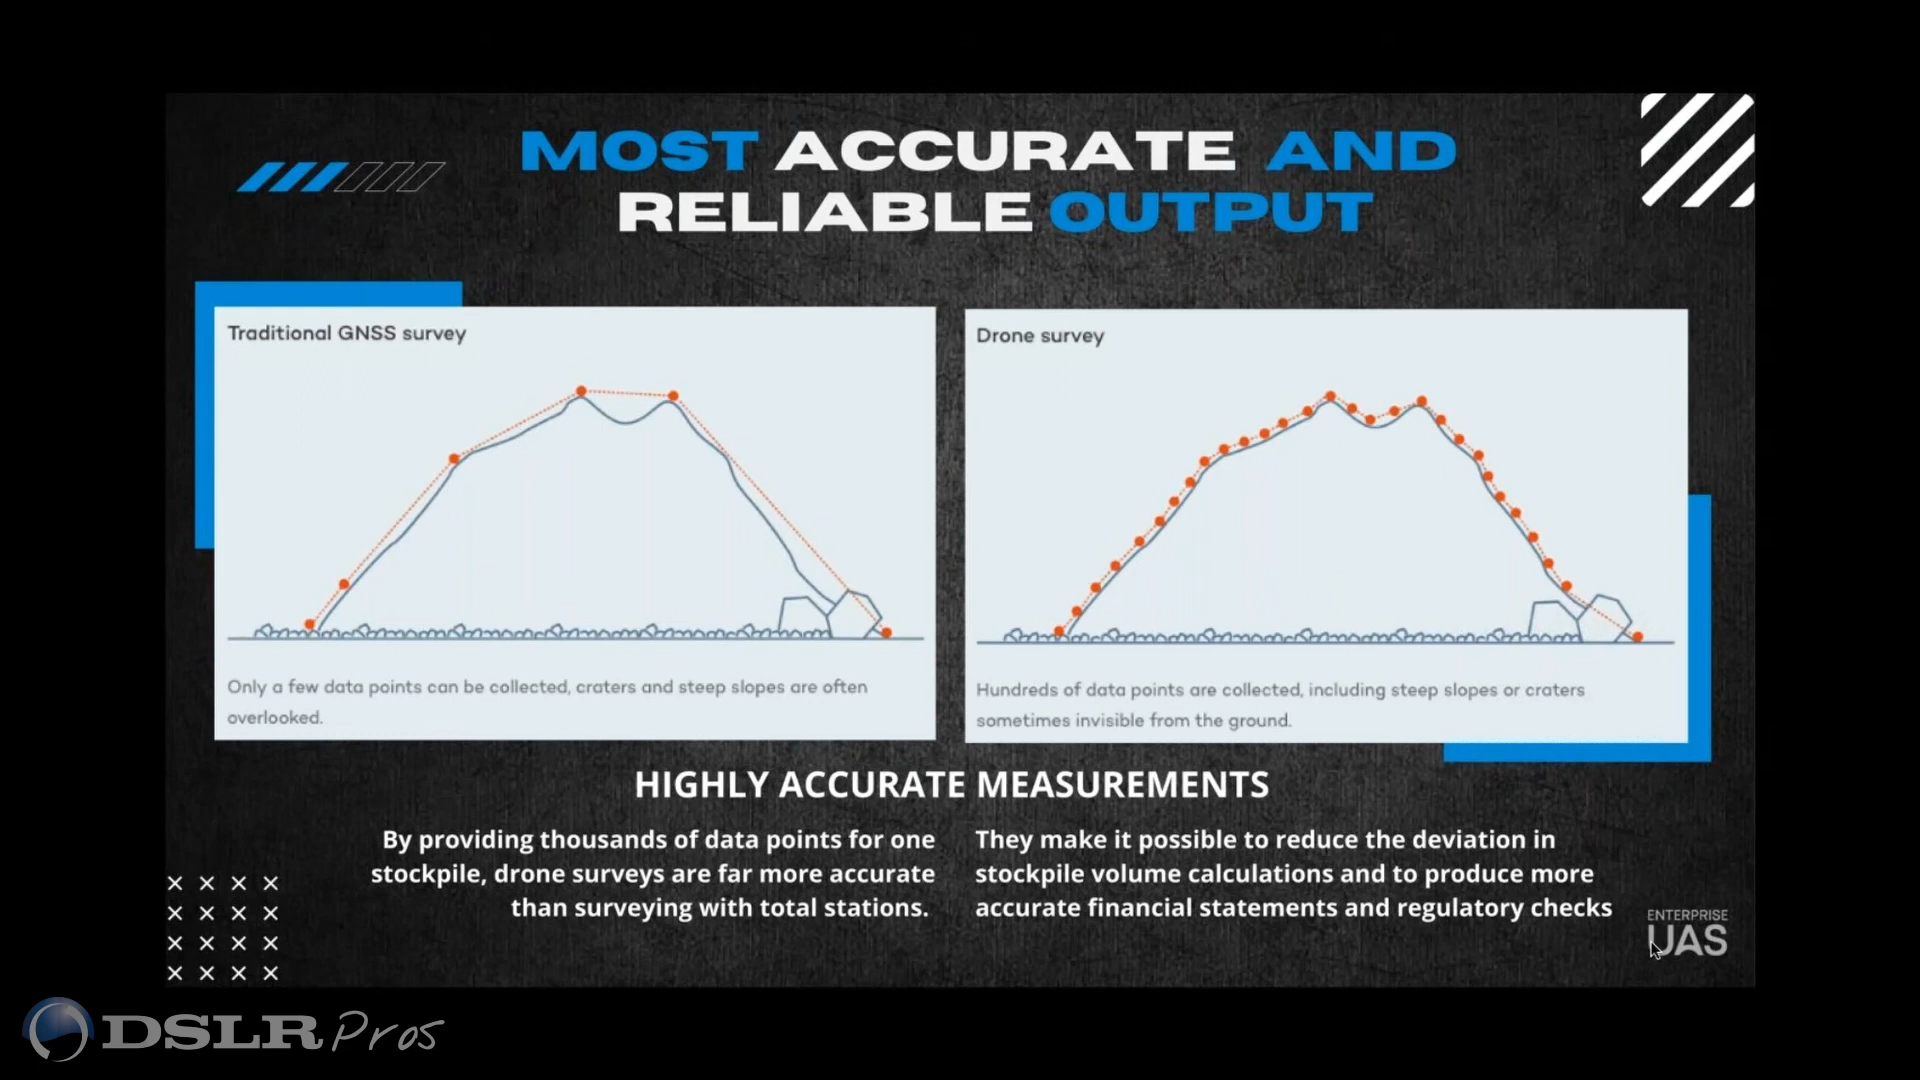 MOST ACCURATE AND
RELIABLE OUTPUT
Traditional GNSS survey
Only a few data points can be collected, craters and steep slopes are often
overlooked.
Drone survey
Hundreds of data points are collected, including steep slopes or craters
sometimes invisible from the ground.
HIGHLY ACCURATE MEASUREMENTS
By providing thousands of data points for one
stockpile, drone surveys are far more accurate
than surveying with total stations.
They make it possible to reduce the deviation in
stockpile volume calculations and to produce more
accurate financial statements and regulatory checks
ENTERPRISE
UAS
DSLR Pros